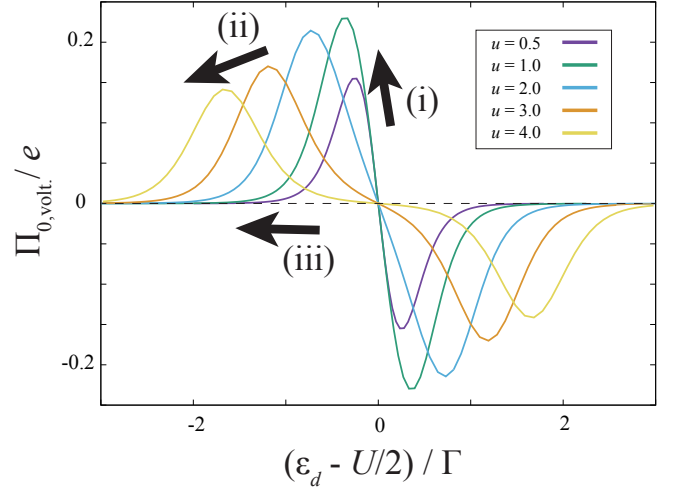 (ii)
0.2
(i)
u = 0.5
u = 1.0
u = 2.0
u = 3.0
u = 4.0
Π0,volt. / e
0
(iii)
-0.2
-2
0
2
(εd - U/2) / Γ